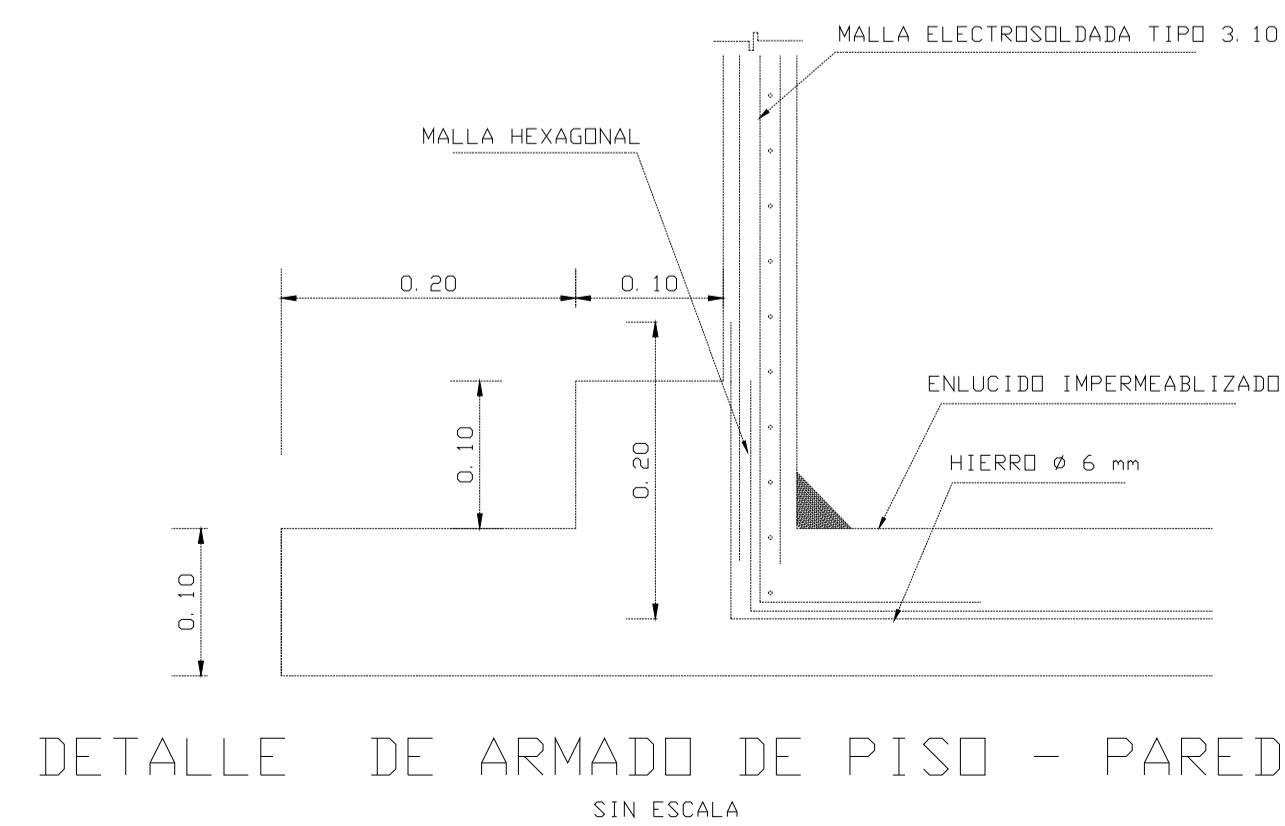 MALLA ELECTROSOLDADA TIPO 3.10
MALLA HEXAGONAL
0.20
0.10
ENLUCIDO IMPERMEABLIZADO
0.10
0.20
HIERRO Ø 6 mm
0.10
DETALLE DE ARMADO DE PISO - PARED
SIN ESCALA